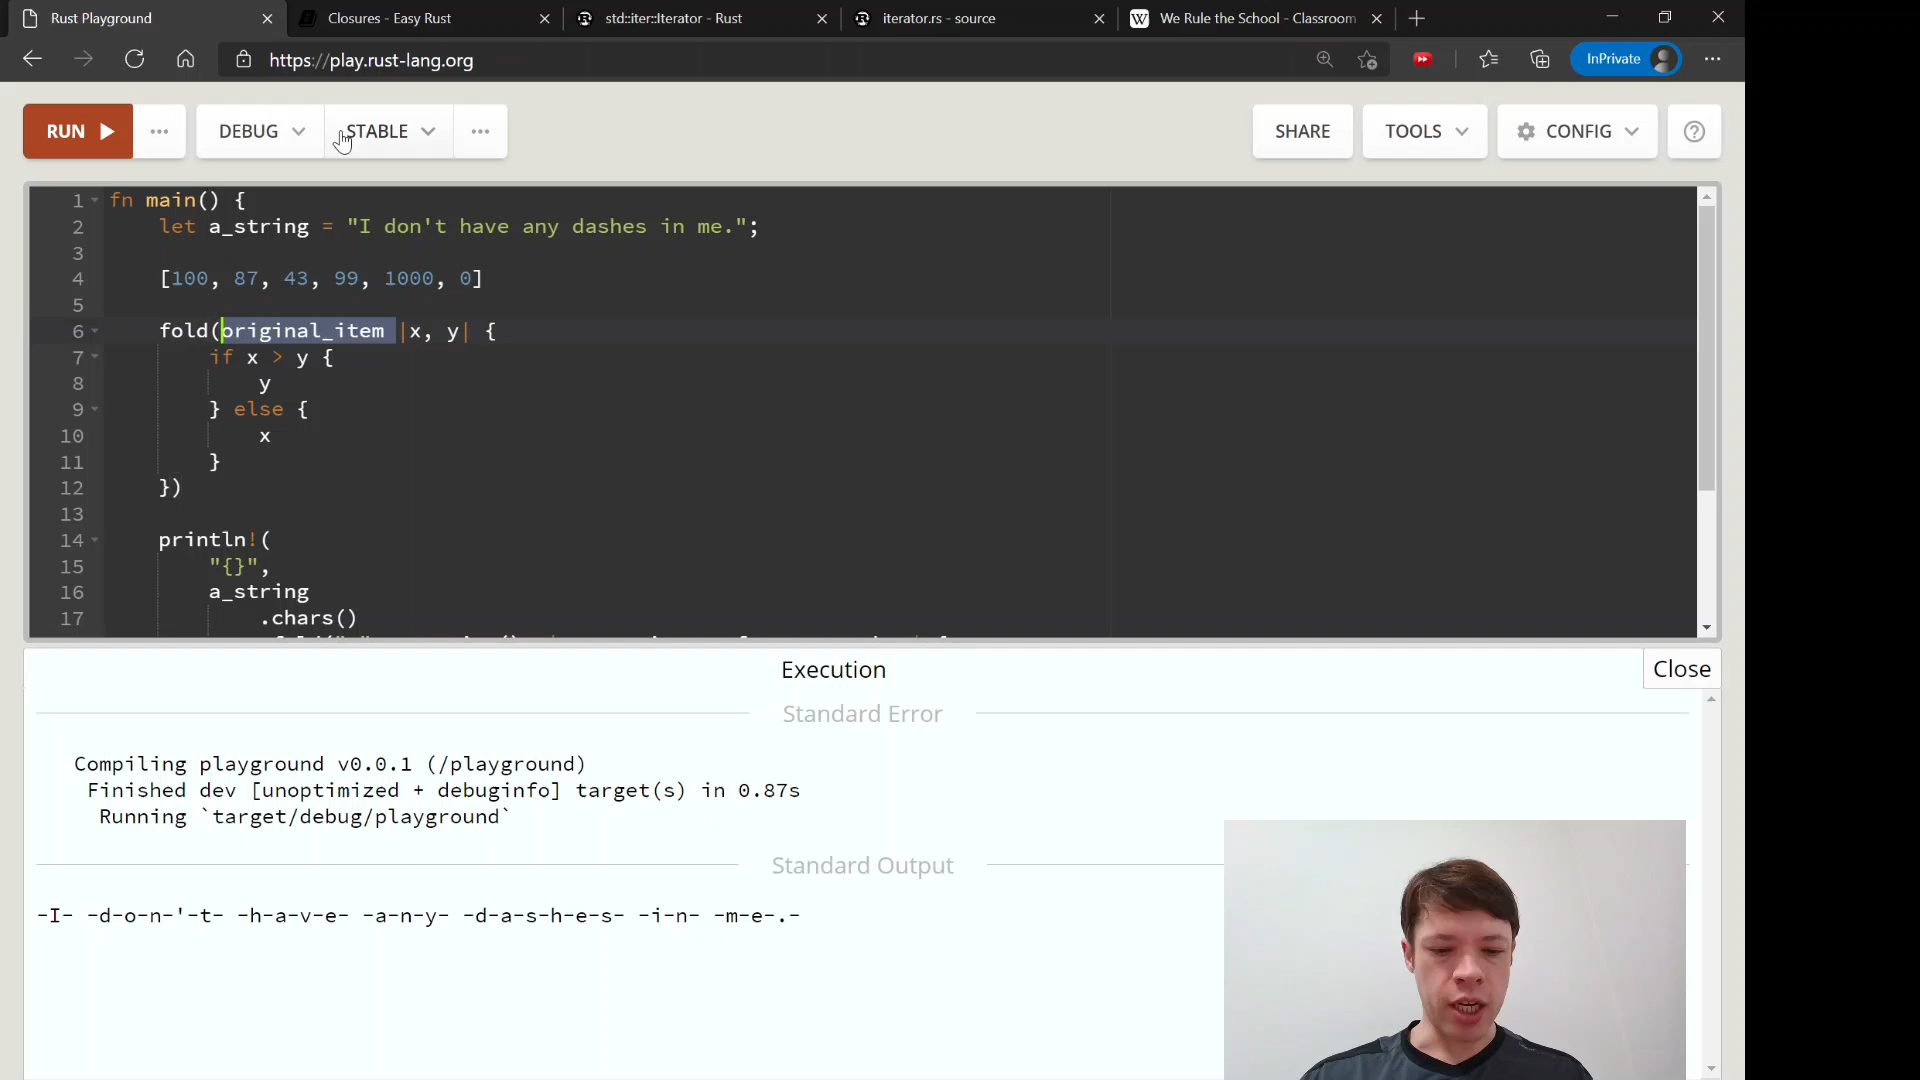 Rust Playground
Closures - Easy Rust
std::iter::Iterator - Rust
iterator.rs - source
We Rule the School - Classroom
https://play.rust-lang.org
InPrivate
RUN
DEBUG
STABLE
SHARE
TOOLS
CONFIG
1 fn main() {
2 let a_string = "I don't have any dashes in me.";
3
4 [100, 87, 43, 99, 1000, 0]
5
6 fold(original_item |x, y| {
7 if x > y {
8 y
9 } else {
10 x
11 }
12 })
13
14 println!(
15 "{}",
16 a_string
17 .chars()
Execution
Close
Standard Error
Compiling playground v0.0.1 (/playground)
Finished dev [unoptimized + debuginfo] target(s) in 0.87s
Running `target/debug/playground`
Standard Output
-I- -d-o-n-'-t- -h-a-v-e- -a-n-y- -d-a-s-h-e-s- -i-n- -m-e-.-